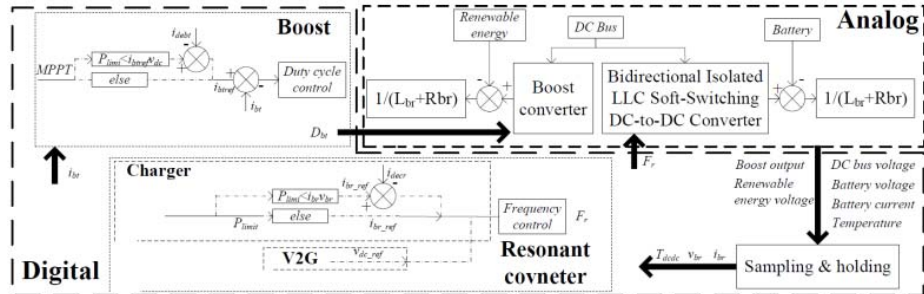 Boost
i_debt
P_limi<i_btref v_dc
MPPT
else
i_btref
i_bt
Duty cycle
control
D_bt
i_bt
Analog
Renewable
energy
DC Bus
Battery
1/(L_br+Rbr)
Boost
converter
Bidirectional Isolated
LLC Soft-Switching
DC-to-DC Converter
1/(L_br+Rbr)
F_r
Charger
i_br_ref
i_decr
P_limi<i_br v_br
P_limit
else
i_br_ref
Frequency
control
F_r
V2G
v_dc_ref
Resonant
covneter
Digital
Boost output
Renewable
energy voltage
DC bus voltage
Battery voltage
Battery current
Temperature
T_dcdc v_br i_br
Sampling & holding